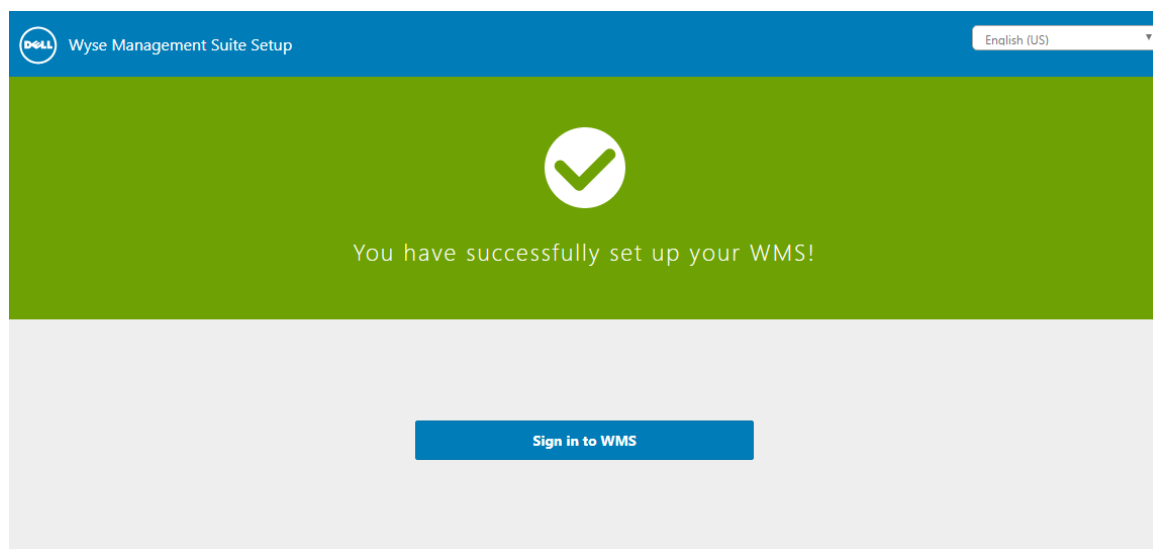 DELL
Wyse Management Suite Setup
English (US)
You have successfully set up your WMS!
Sign in to WMS